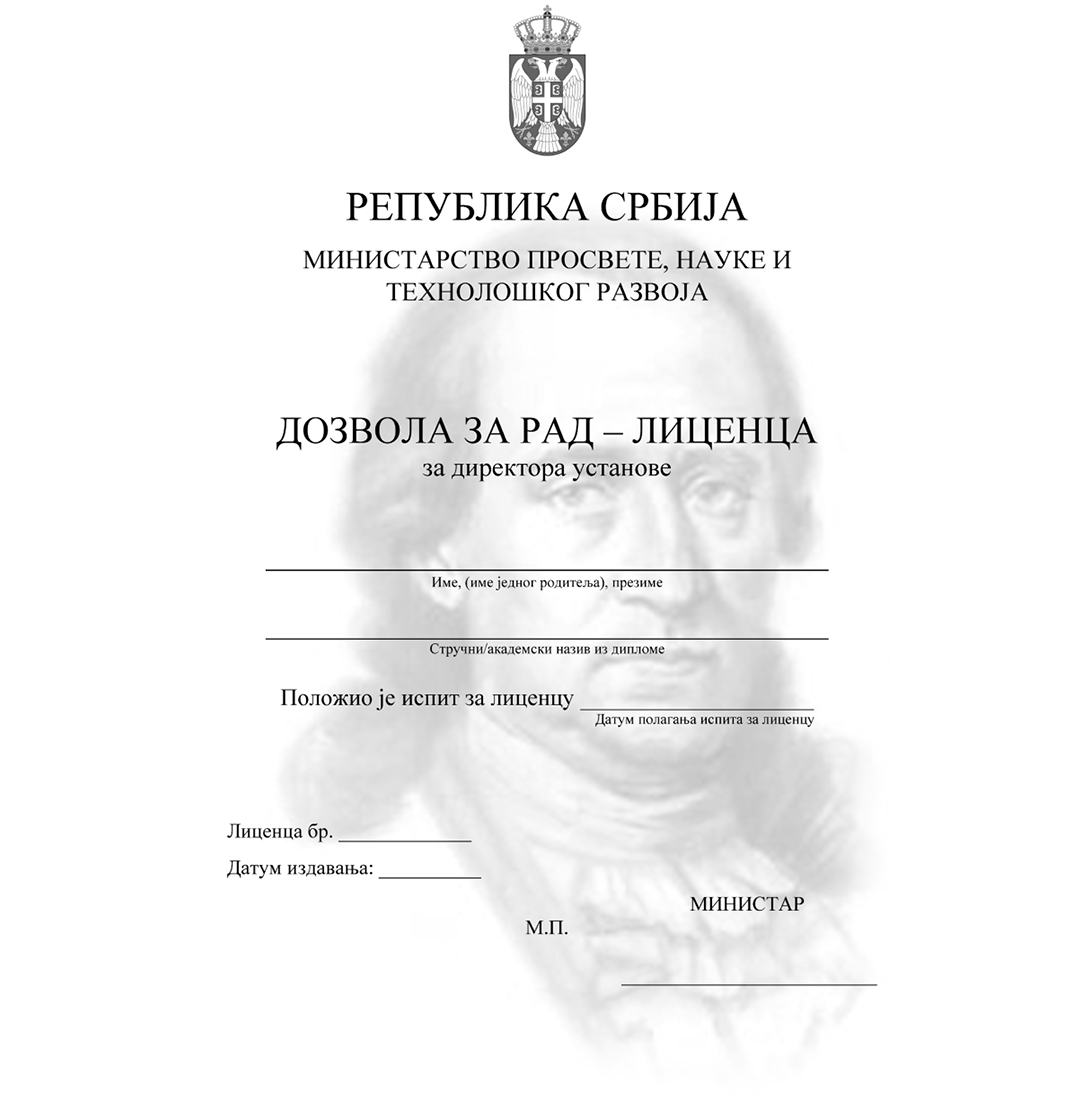 РЕПУБЛИКА СРБИЈА
МИНИСТАРСТВО ПРОСВЕТЕ, НАУКЕ И
ТЕХНОЛОШКОГ РАЗВОЈА
ДОЗВОЛА ЗА РАД – ЛИЦЕНЦА
за директора установе
Име, (име једног родитеља), презиме
Стручни/академски назив из дипломе
Положио је испит за лиценцу
Датум полагања испита за лиценцу
Лиценца бр.
Датум издавања:
МИНИСТАР
М.П.